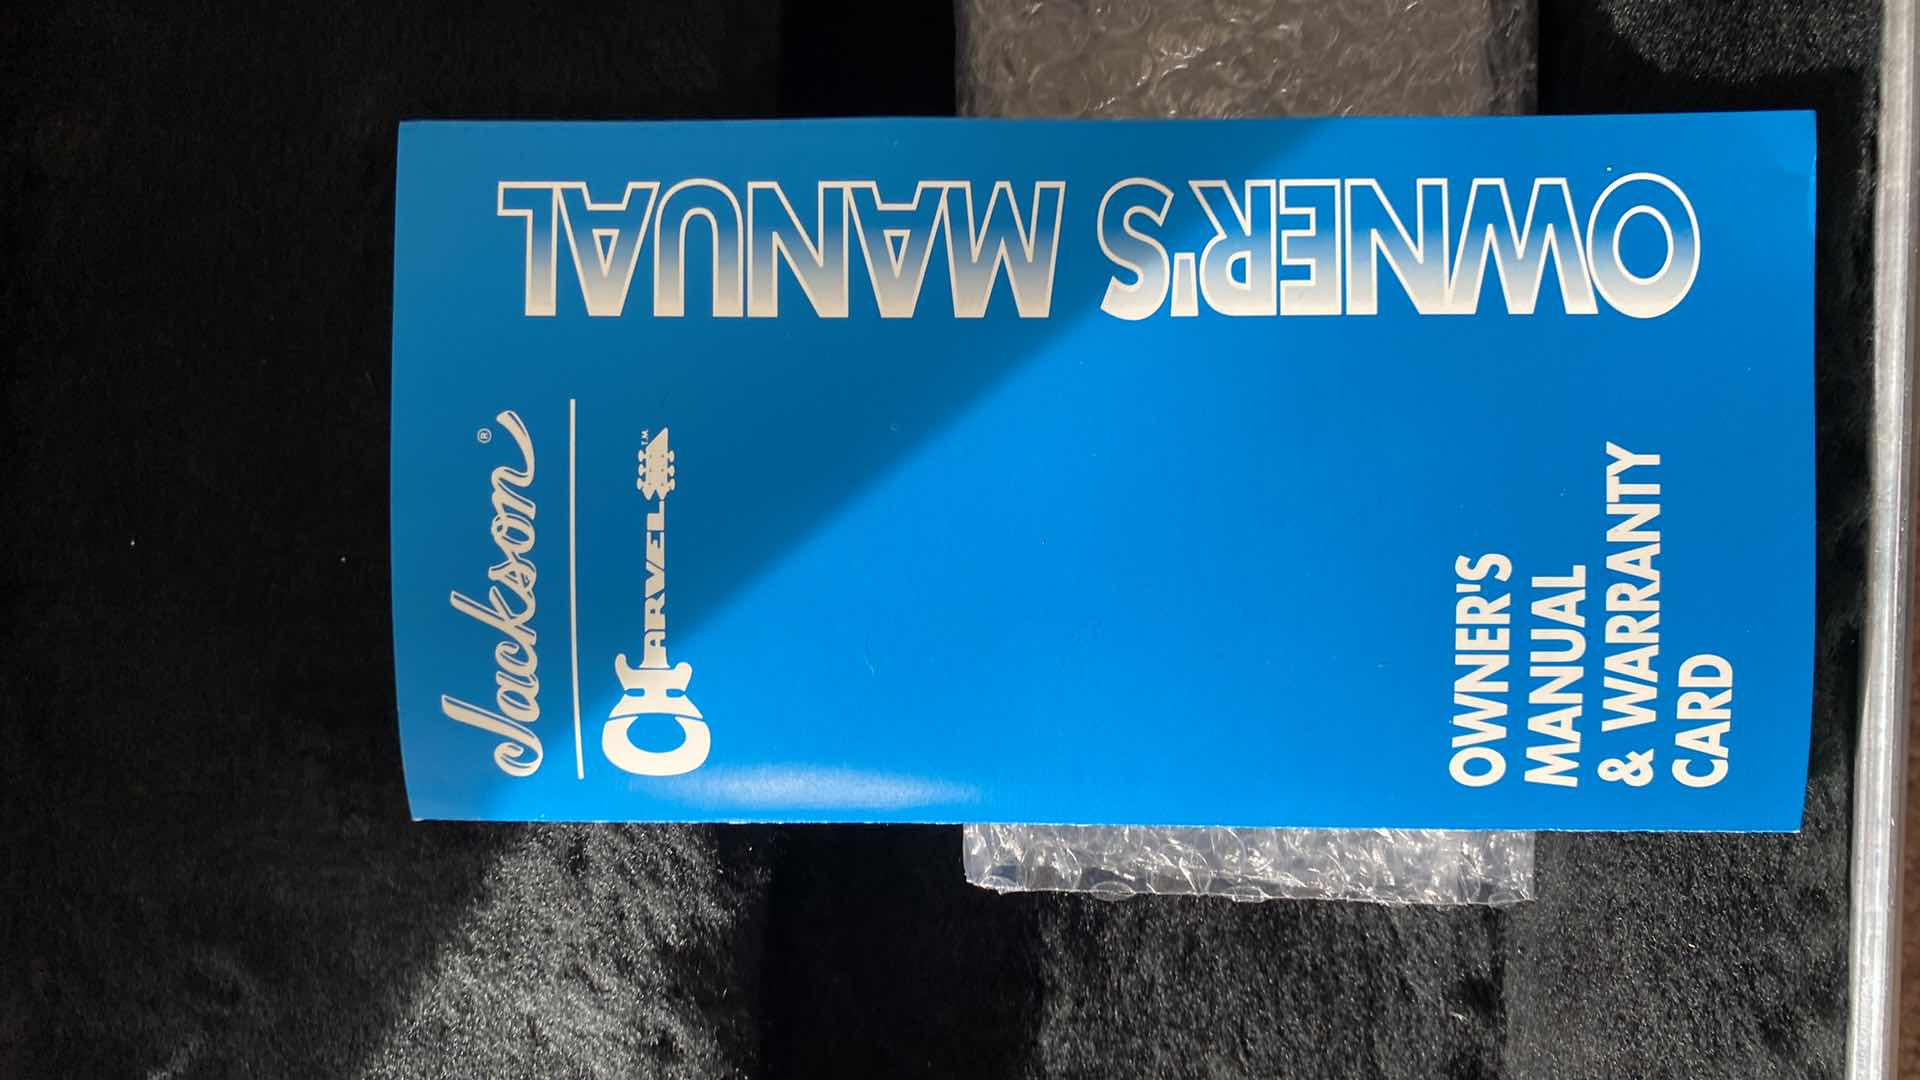 OWNER'S MANUAL
Jackson®
CHARVEL T.M.
OWNER'S
MANUAL
& WARRANTY
CARD